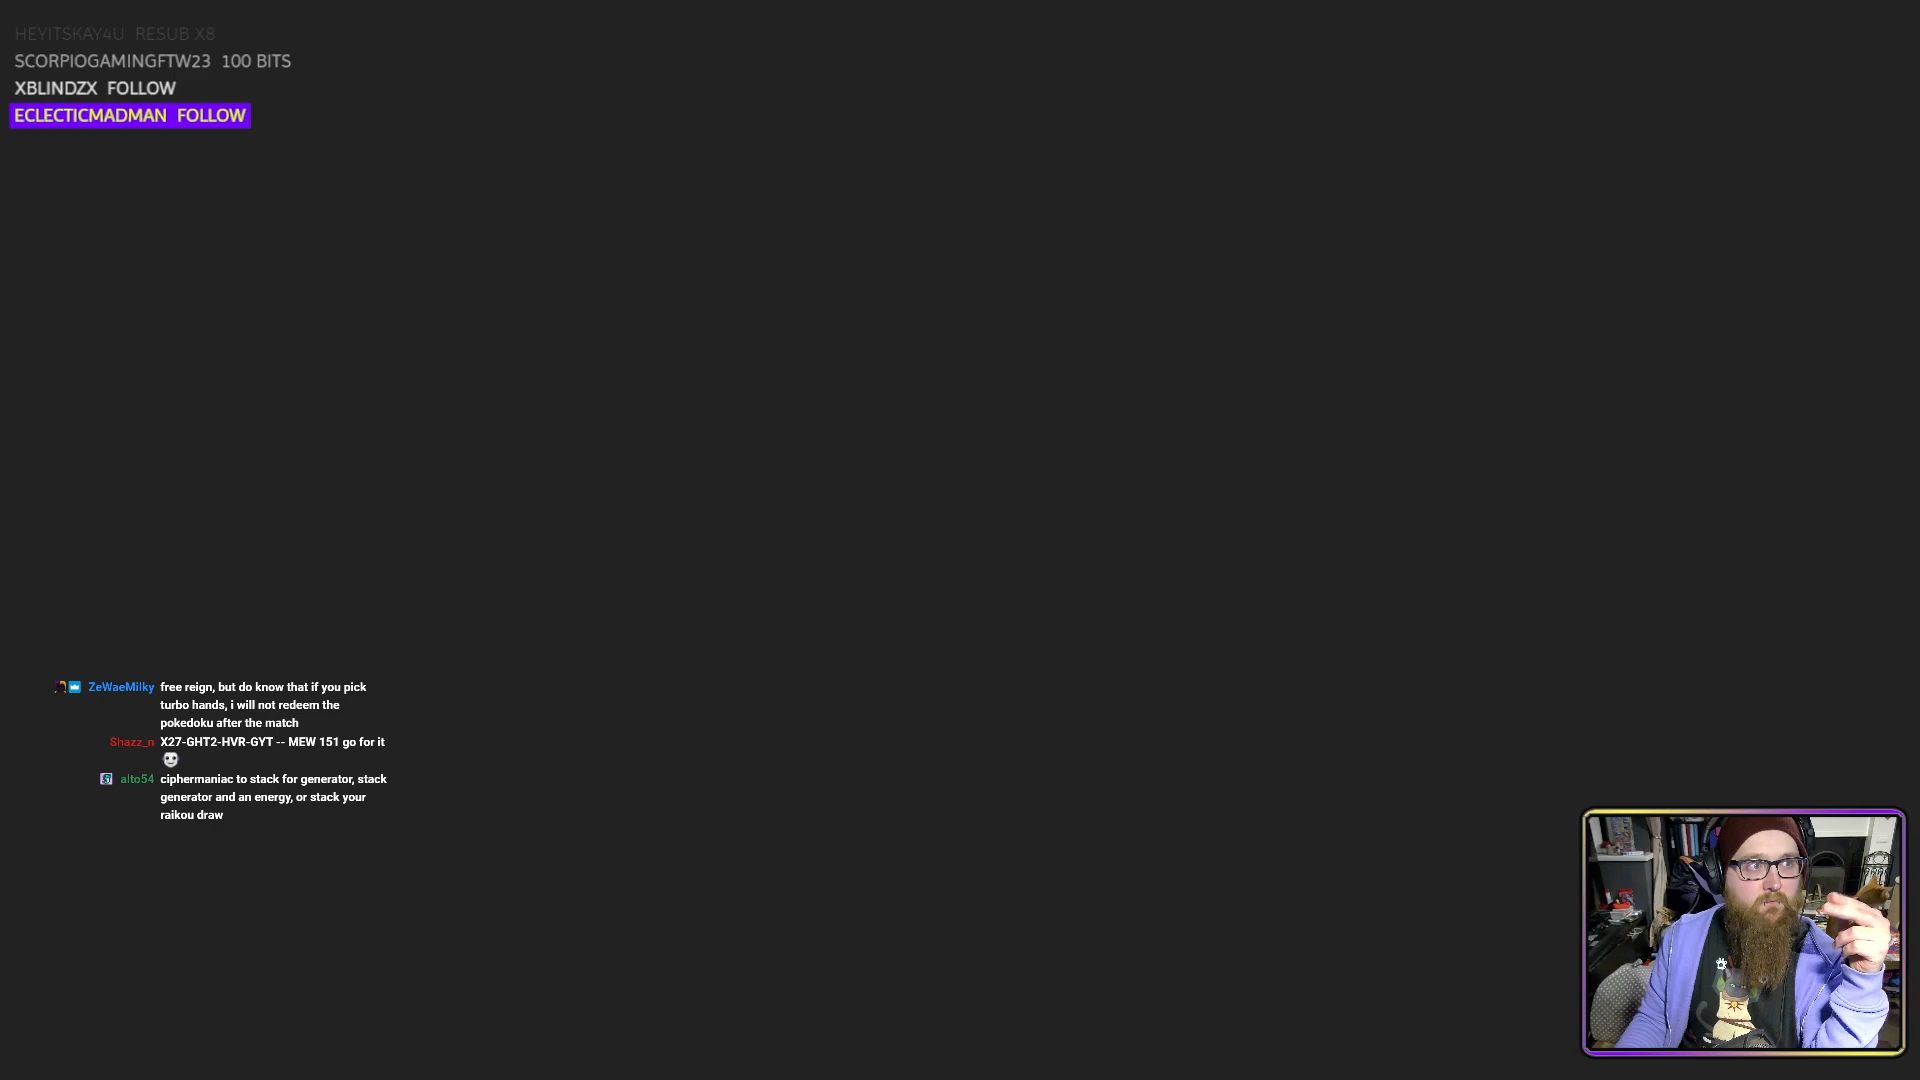 HEYITSKAY4U RESUB X8
SCORPIOGAMINGFTW23 100 BITS
XBLINDZX FOLLOW
ECLECTICMADMAN FOLLOW
ZeWaeMilky free reign, but do know that if you pick
turbo hands, i will not redeem the
pokedoku after the match
Shazz_n X27-GHT2-HVR-GYT -- MEW 151 go for it
alto54 ciphermaniac to stack for generator, stack
generator and an energy, or stack your
raikou draw